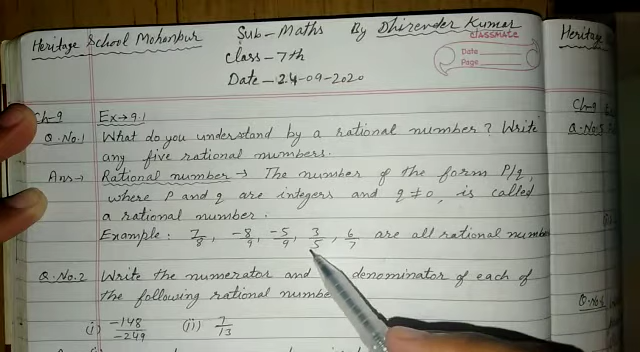 Heritage School Mohanpur Sub-Maths By Dhirender Kumar
CLASSMATE
Class-7th
Date
Page
Date-24-09-2020
Heritage
Ch-9 Ex→9.1
Ch-9
Q.No.1 What do you understand by a rational number? Write
any five rational numbers.
Ans→ Rational number → The number of the form P/q,
where P and q are integers and q≠0, is called
a rational number.
Example: 7/8, -8/9, -5/9, 3/5, 6/7 are all rational number
Q.No.2 Write the numerator and denominator of each of
the following rational numbe
(i) -148/-249 (ii) 7/13